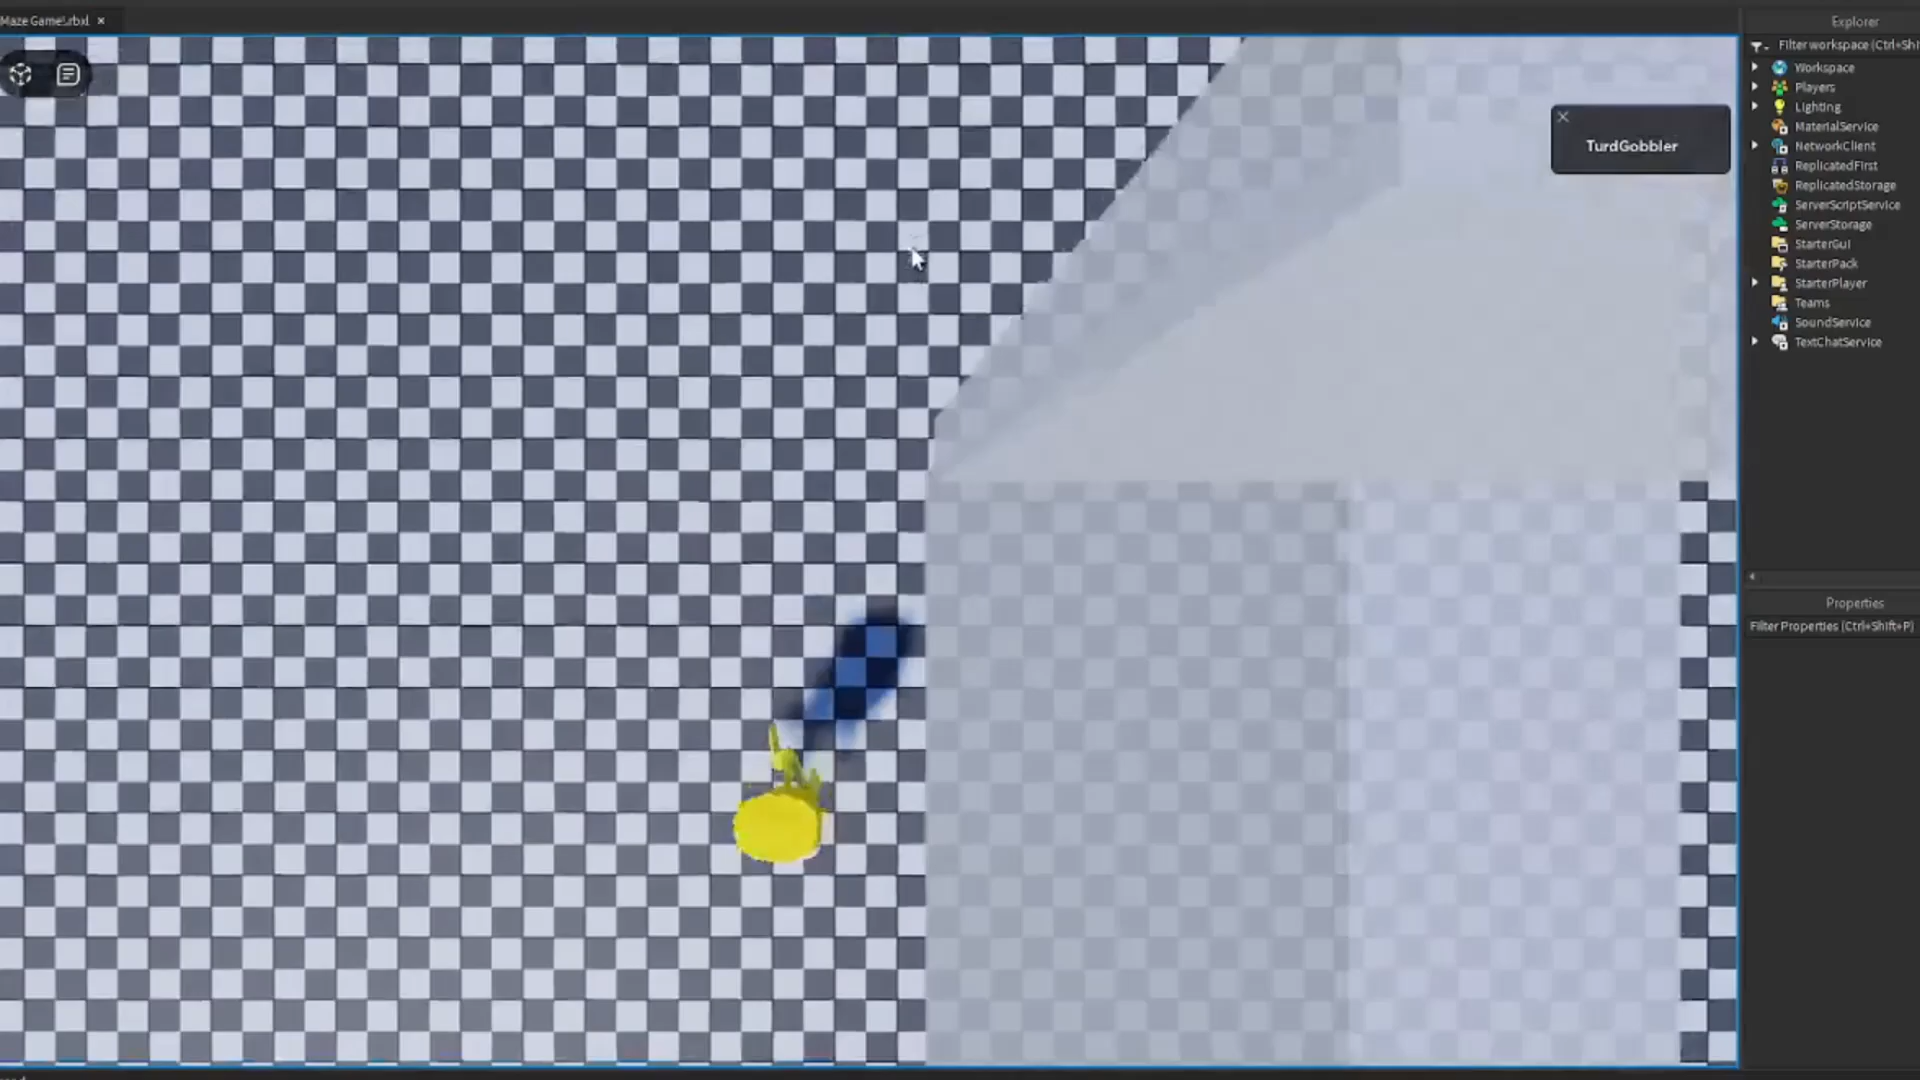 Maze Game!.rbxl
Explorer
Filter workspace (Ctrl+Shi
Workspace
Players
Lighting
MaterialService
NetworkClient
ReplicatedFirst
ReplicatedStorage
ServerScriptService
ServerStorage
StarterGui
StarterPack
StarterPlayer
Teams
SoundService
TextChatService
TurdGobbler
Properties
Filter Properties (Ctrl+Shift+P)